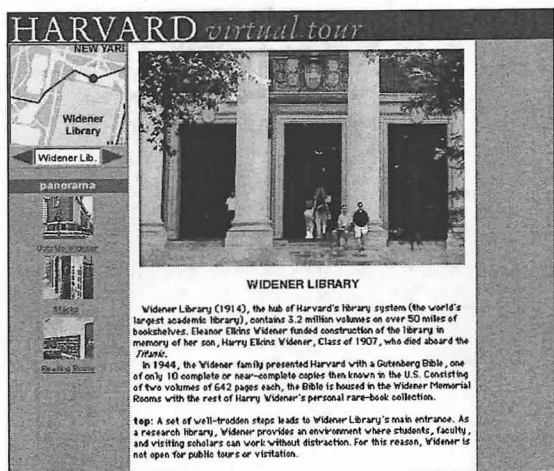 HARVARD virtual tour
NEW YARD
Widener
Library
Widener Lib.
panorama
Outside Widener
Stacks
Reading Room
WIDENER LIBRARY
Widener Library (1914), the hub of Harvard's library system (the world's
largest academic library), contains 3.2 million volumes on over 50 miles of
bookshelves. Eleanor Elkins Widener funded construction of the library in
memory of her son, Harry Elkins Widener, Class of 1907, who died aboard the
Titanic.
In 1944, the Widener family presented Harvard with a Gutenberg Bible, one
of only 10 complete or near-complete copies then known in the U.S. Consisting
of two volumes of 642 pages each, the Bible is housed in the Widener Memorial
Rooms with the rest of Harry Widener's personal rare-book collection.
top: A set of well-trodden steps leads to Widener Library's main entrance. As
a research library, Widener provides an environment where students, faculty,
and visiting scholars can work without distraction. For this reason, Widener is
not open for public tours or visitation.